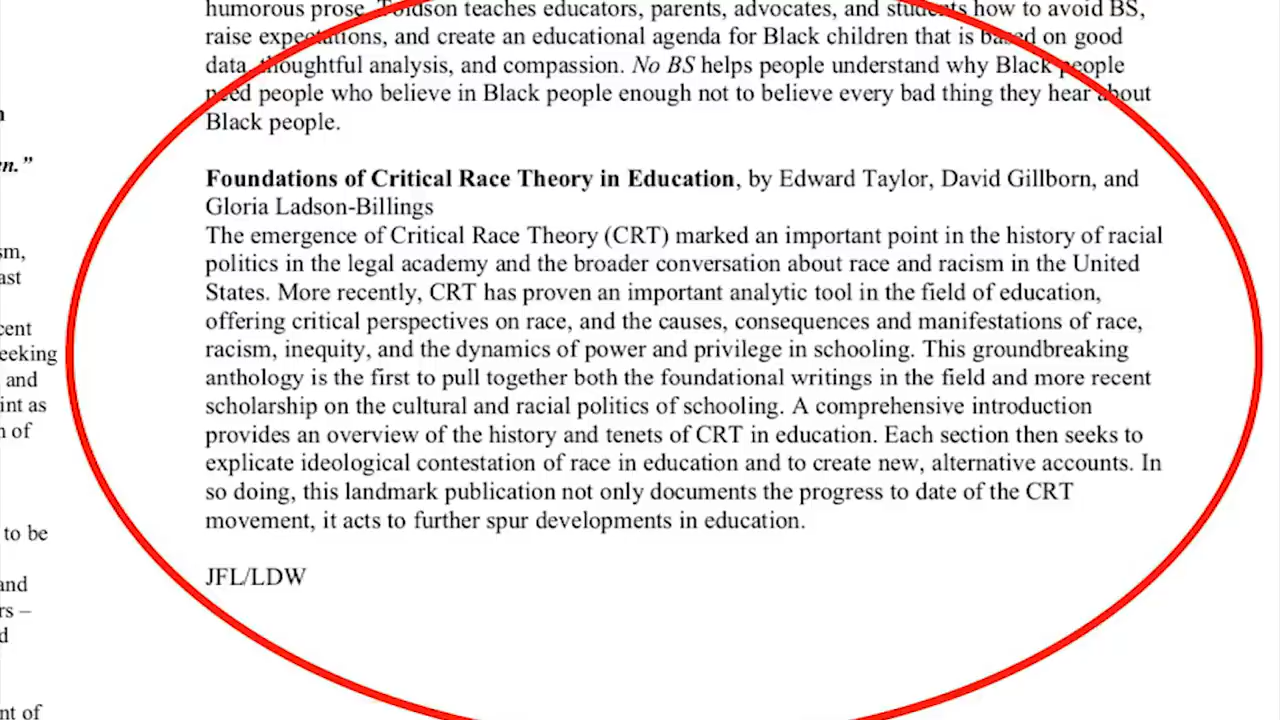 humorous prose, Toldson teaches educators, parents, advocates, and students how to avoid BS,
raise expectations, and create an educational agenda for Black children that is based on good
data, thoughtful analysis, and compassion. No BS helps people understand why Black people
need people who believe in Black people enough not to believe every bad thing they hear about
Black people.
Foundations of Critical Race Theory in Education, by Edward Taylor, David Gillborn, and
Gloria Ladson-Billings
The emergence of Critical Race Theory (CRT) marked an important point in the history of racial
politics in the legal academy and the broader conversation about race and racism in the United
States. More recently, CRT has proven an important analytic tool in the field of education,
offering critical perspectives on race, and the causes, consequences and manifestations of race,
racism, inequity, and the dynamics of power and privilege in schooling. This groundbreaking
anthology is the first to pull together both the foundational writings in the field and more recent
scholarship on the cultural and racial politics of schooling. A comprehensive introduction
provides an overview of the history and tenets of CRT in education. Each section then seeks to
explicate ideological contestation of race in education and to create new, alternative accounts. In
so doing, this landmark publication not only documents the progress to date of the CRT
movement, it acts to further spur developments in education.
JFL/LDW
and
to be
and
nt of